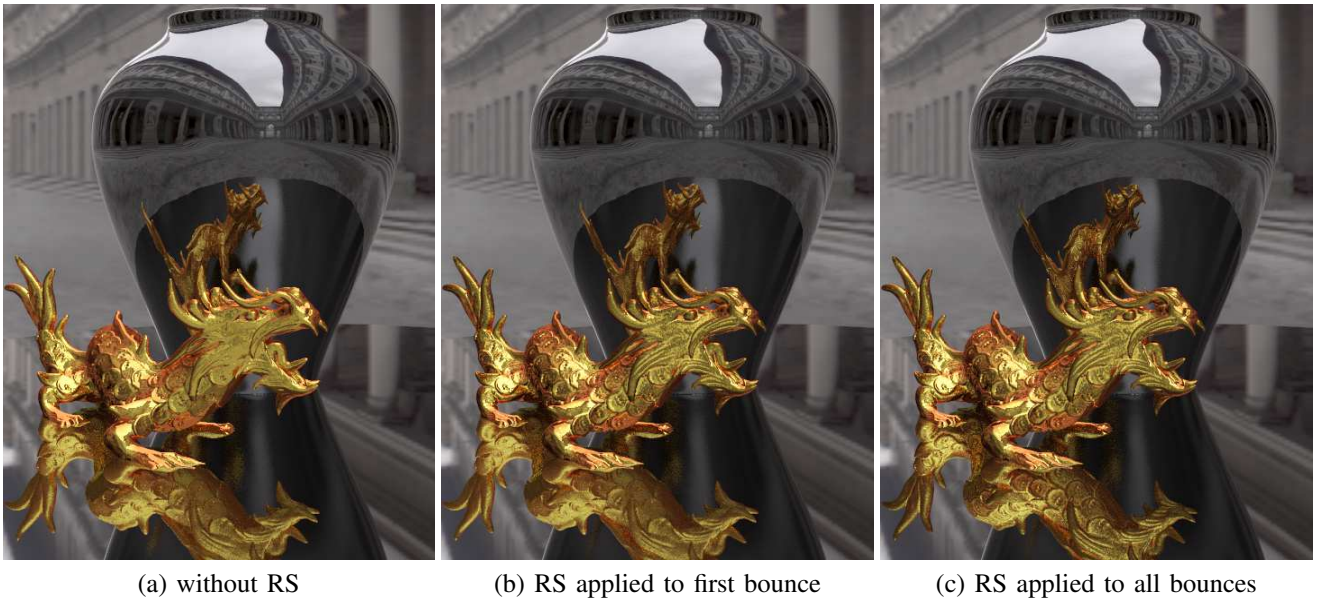 (a) without RS
(b) RS applied to first bounce
(c) RS applied to all bounces